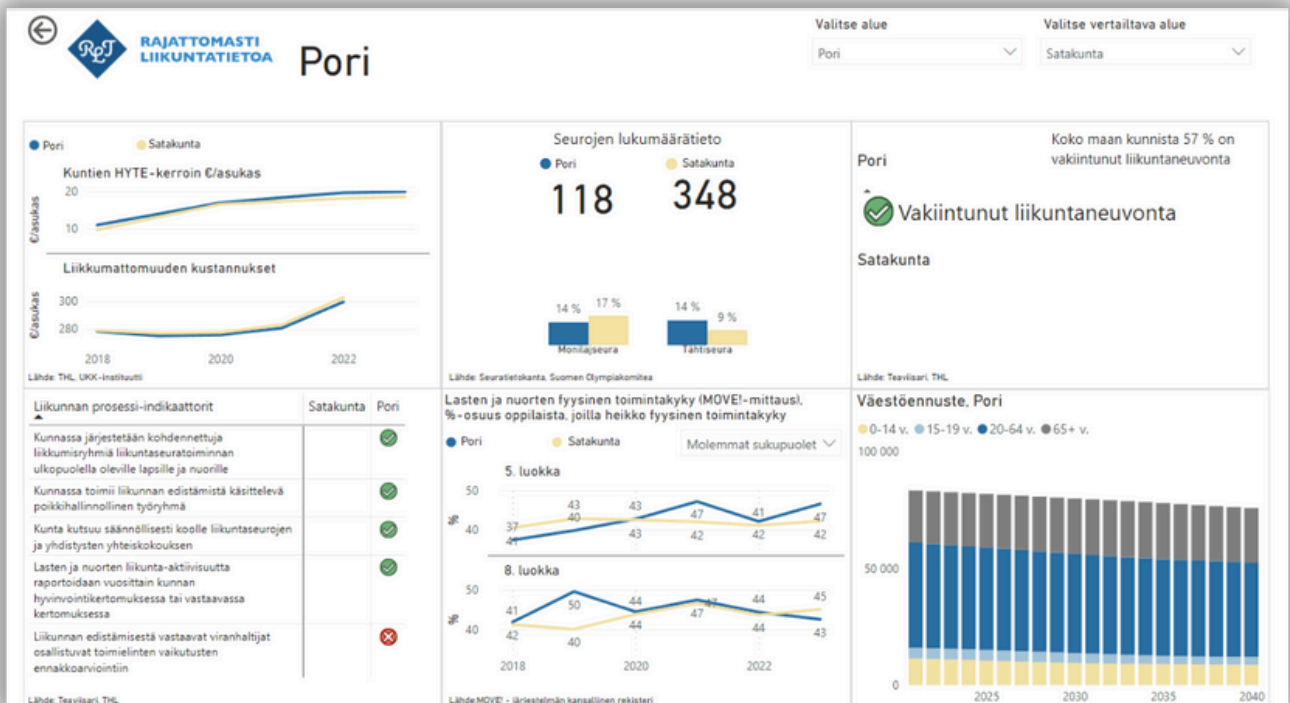 RLT
RAJATTOMASTI
LIIKUNTATIETOA
Pori
Valitse alue
Pori
Valitse vertailtava alue
Satakunta
Pori
Satakunta
Kuntien HYTE-kerroin €/asukas
€/asukas
20
10
Liikkumattomuuden kustannukset
€/asukas
300
280
2018
2020
2022
Lähde: THL, UKK-instituutti
Seurojen lukumäärätieto
Pori
Satakunta
118
348
14 %
17 %
14 %
9 %
Monilajiseura
Tähtiseura
Lähde: Seuratietokanta, Suomen Olympiakomitea
Koko maan kunnista 57 % on
vakiintunut liikuntaneuvonta
Pori
Vakiintunut liikuntaneuvonta
Satakunta
Lähde: Teaviisari, THL
Liikunnan prosessi-indikaattorit
Satakunta
Pori
Kunnassa järjestetään kohdennettuja
liikkumisryhmiä liikuntaseuratoiminnan
ulkopuolella oleville lapsille ja nuorille
Kunnassa toimii liikunnan edistämistä käsittelevä
poikkihallinnollinen työryhmä
Kunta kutsuu säännöllisesti koolle liikuntaseurojen
ja yhdistysten yhteiskokouksen
Lasten ja nuorten liikunta-aktiivisuutta
raportoidaan vuosittain kunnan
hyvinvointikertomuksessa tai vastaavassa
kertomuksessa
Liikunnan edistämisestä vastaavat viranhaltijat
osallistuvat toimielinten vaikutusten
ennakkoarviointiin
Lähde: Teaviisari, THL
Lasten ja nuorten fyysinen toimintakyky (MOVE!-mittaus),
%-osuus oppilaista, joilla heikko fyysinen toimintakyky
Pori
Satakunta
Molemmat sukupuolet
5. luokka
%
50
40
37
41
43
40
43
43
47
42
41
42
47
42
8. luokka
%
50
40
41
42
50
40
44
44
47
47
44
44
45
43
2018
2020
2022
Lähde:MOVE! - järjestelmän kansallinen rekisteri
Väestöennuste, Pori
0-14 v.
15-19 v.
20-64 v.
65+ v.
100 000
50 000
0
2025
2030
2035
2040